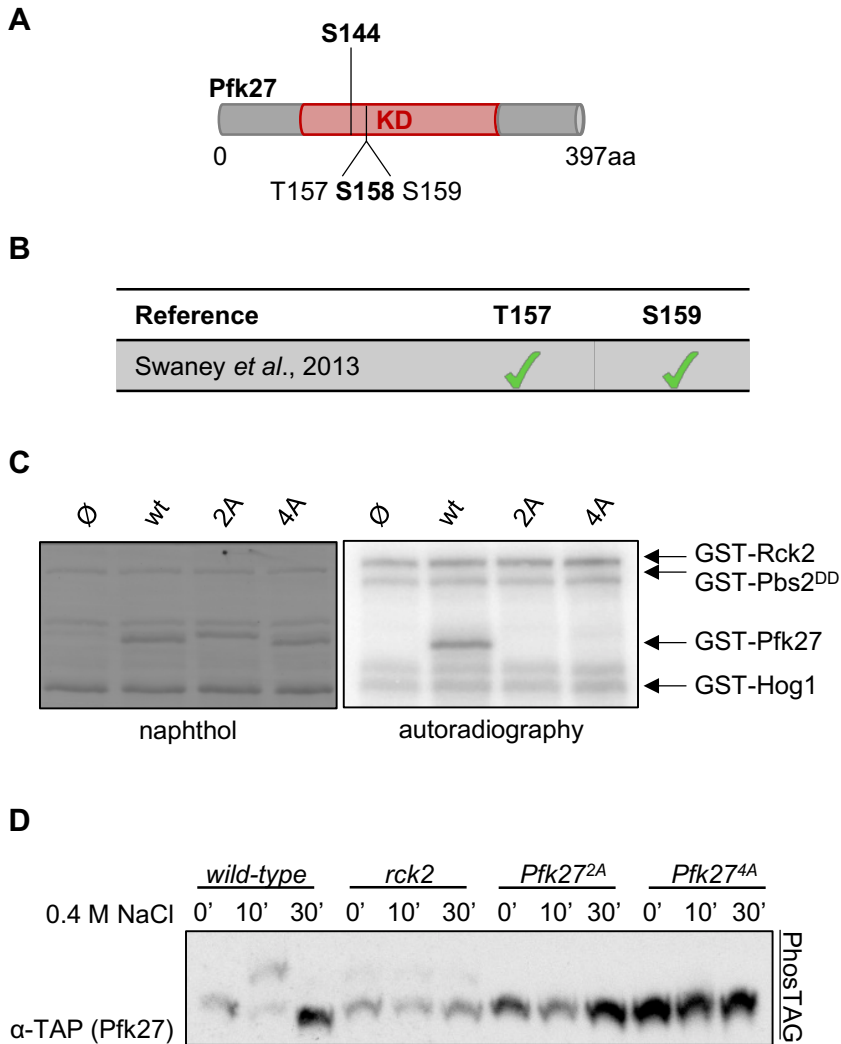 A
S144
Pfk27
KD
0 397aa
T157 S158 S159
B
Reference T157 S159
Swaney et al., 2013
C
Ø wt 2A 4A Ø wt 2A 4A
GST-Rck2
GST-Pbs2ᴰᴰ
GST-Pfk27
GST-Hog1
naphthol autoradiography
D
wild-type rck2 Pfk27²ᴬ Pfk27⁴ᴬ
0.4 M NaCl 0’ 10’ 30’ 0’ 10’ 30’ 0’ 10’ 30’ 0’ 10’ 30’
PhosTAG
α-TAP (Pfk27)